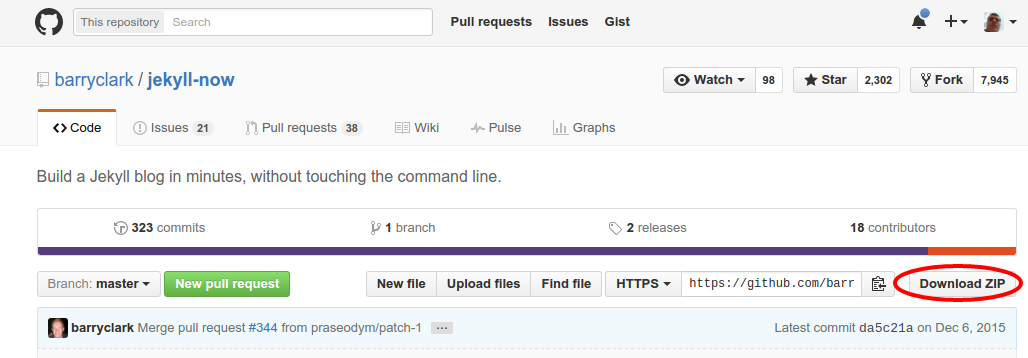 This repository Search Pull requests Issues Gist
barryclark / jekyll-now Watch 98 Star 2,302 Fork 7,945
Code Issues 21 Pull requests 38 Wiki Pulse Graphs
Build a Jekyll blog in minutes, without touching the command line.
323 commits 1 branch 2 releases 18 contributors
Branch: master New pull request New file Upload files Find file HTTPS https://github.com/barr Download ZIP
barryclark Merge pull request #344 from praseodym/patch-1 ... Latest commit da5c21a on Dec 6, 2015